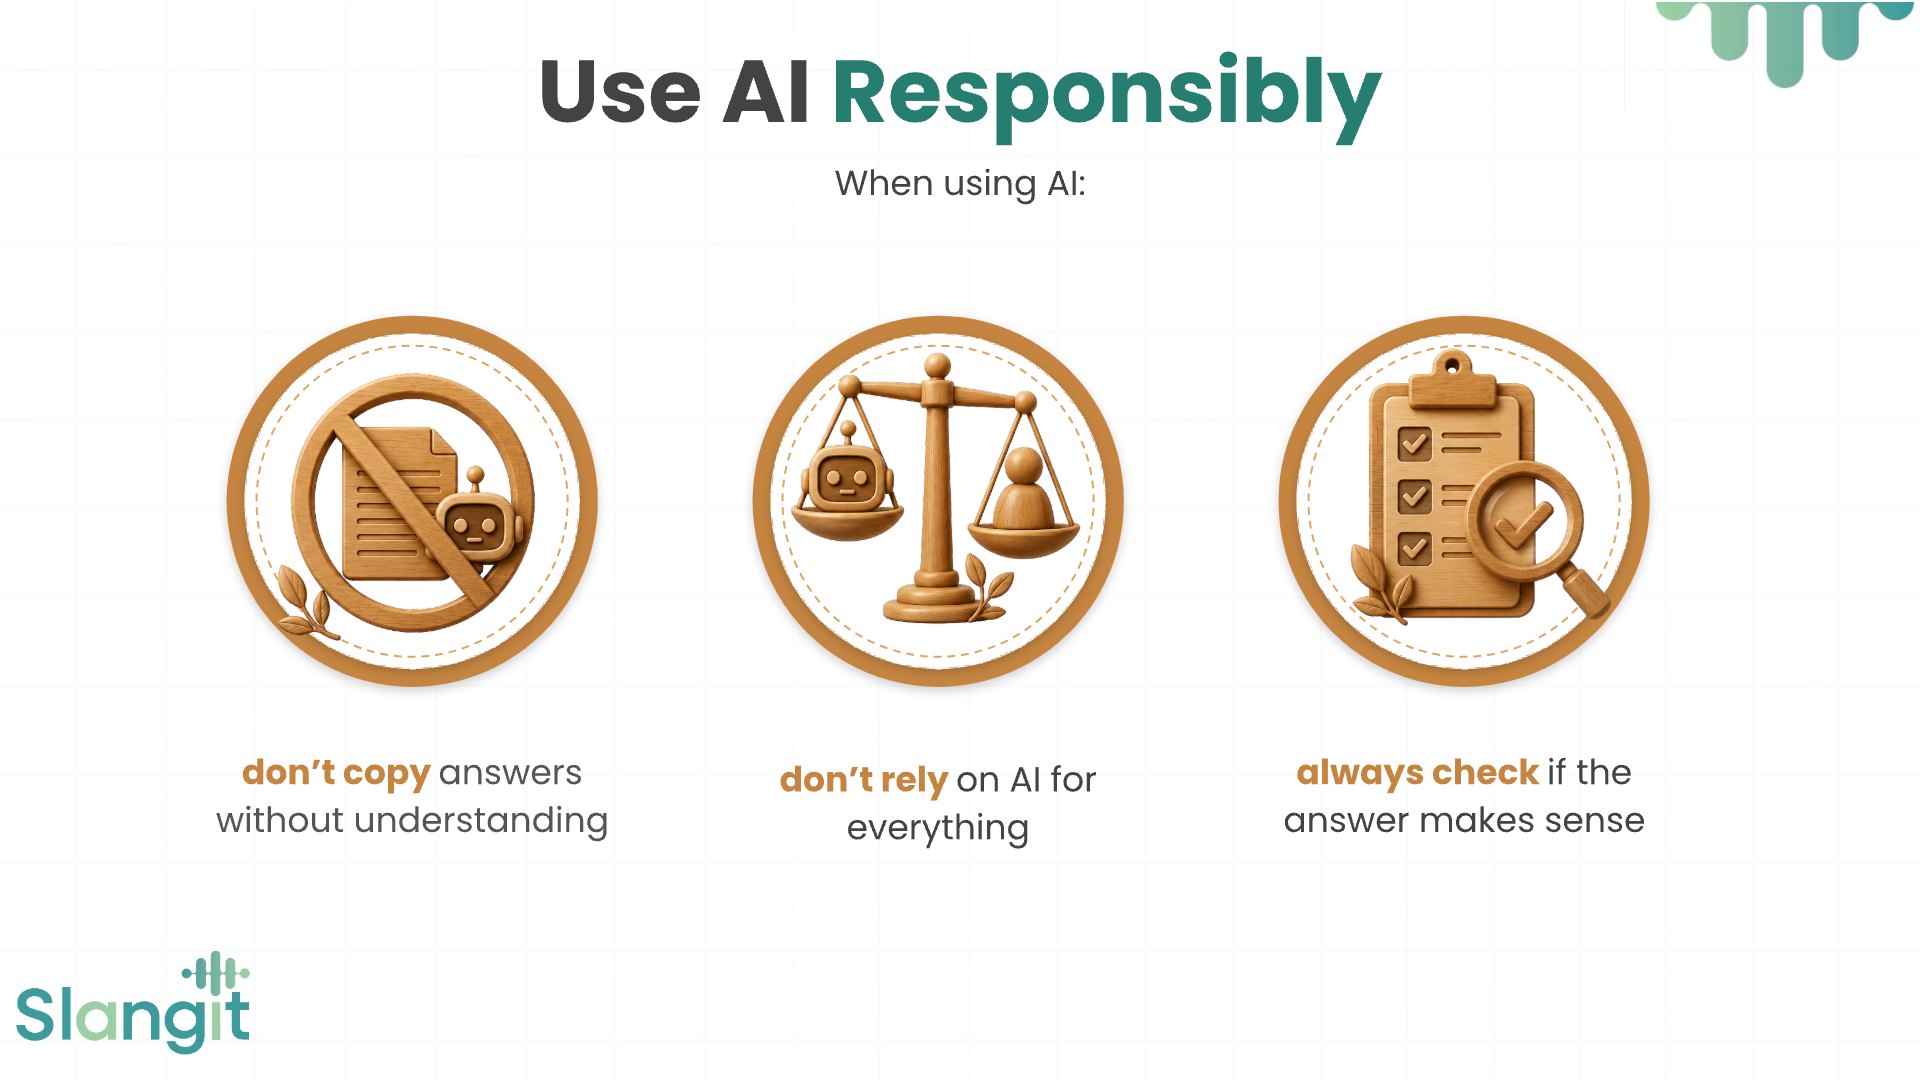 Use AI Responsibly
When using AI:
don’t copy answers
without understanding
don’t rely on AI for
everything
always check if the
answer makes sense
Slangit